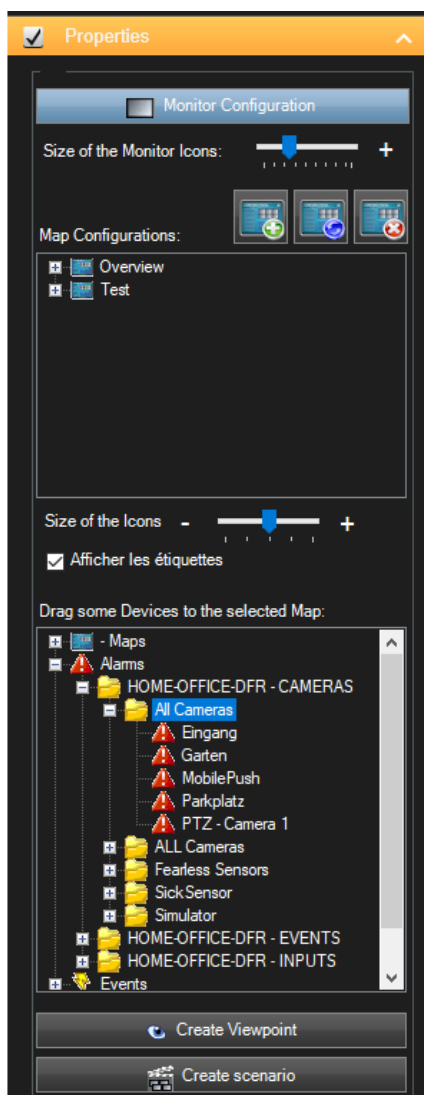 Properties
Monitor Configuration
Size of the Monitor Icons: +
Map Configurations:
Overview
Test
Size of the Icons - +
Afficher les étiquettes
Drag some Devices to the selected Map:
- Maps
Alarms
HOME-OFFICE-DFR - CAMERAS
All Cameras
Eingang
Garten
MobilePush
Parkplatz
PTZ - Camera 1
ALL Cameras
Fearless Sensors
SickSensor
Simulator
HOME-OFFICE-DFR - EVENTS
HOME-OFFICE-DFR - INPUTS
Events
Create Viewpoint
Create scenario